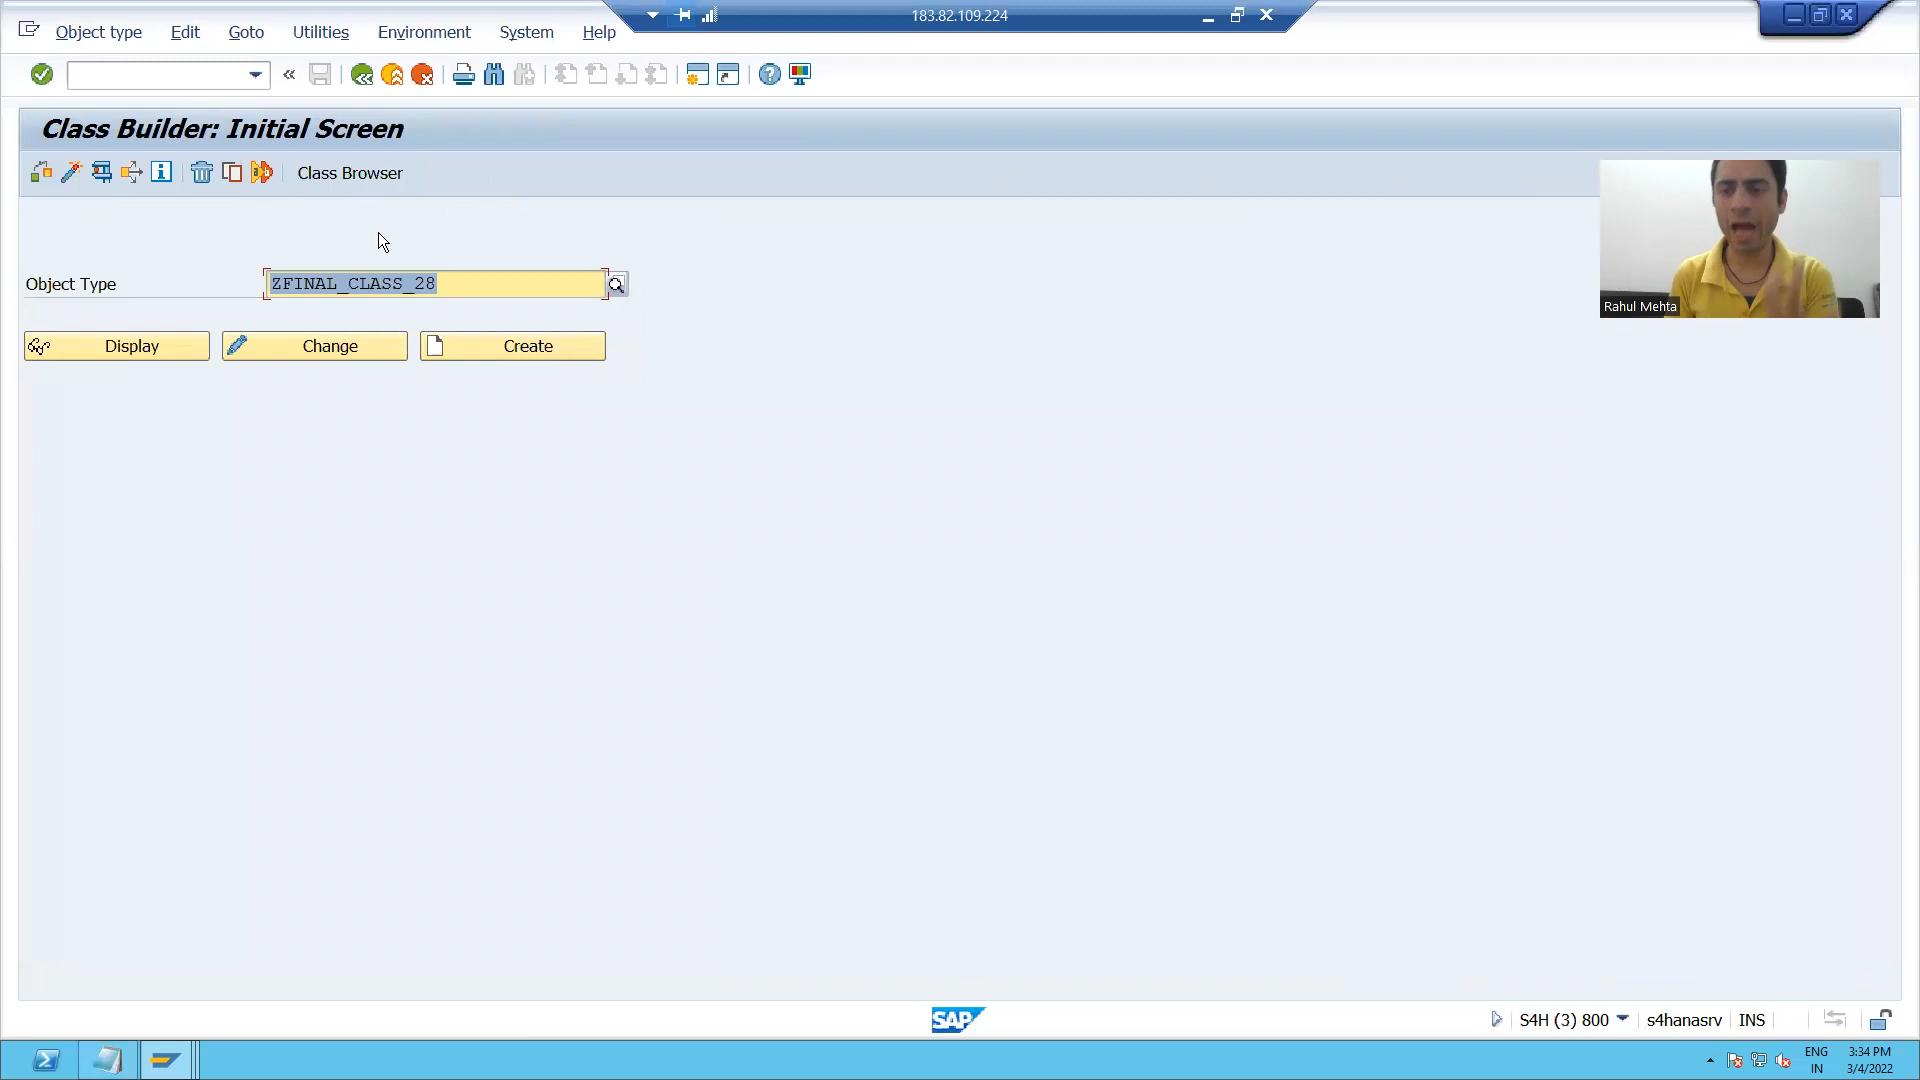 183.82.109.224
Object type Edit Goto Utilities Environment System Help
Class Builder: Initial Screen
Class Browser
Object Type ZFINAL_CLASS_28
Display Change Create
Rahul Mehta
SAP
S4H (3) 800 s4hanasrv INS
ENG 3:34 PM
IN 3/4/2022